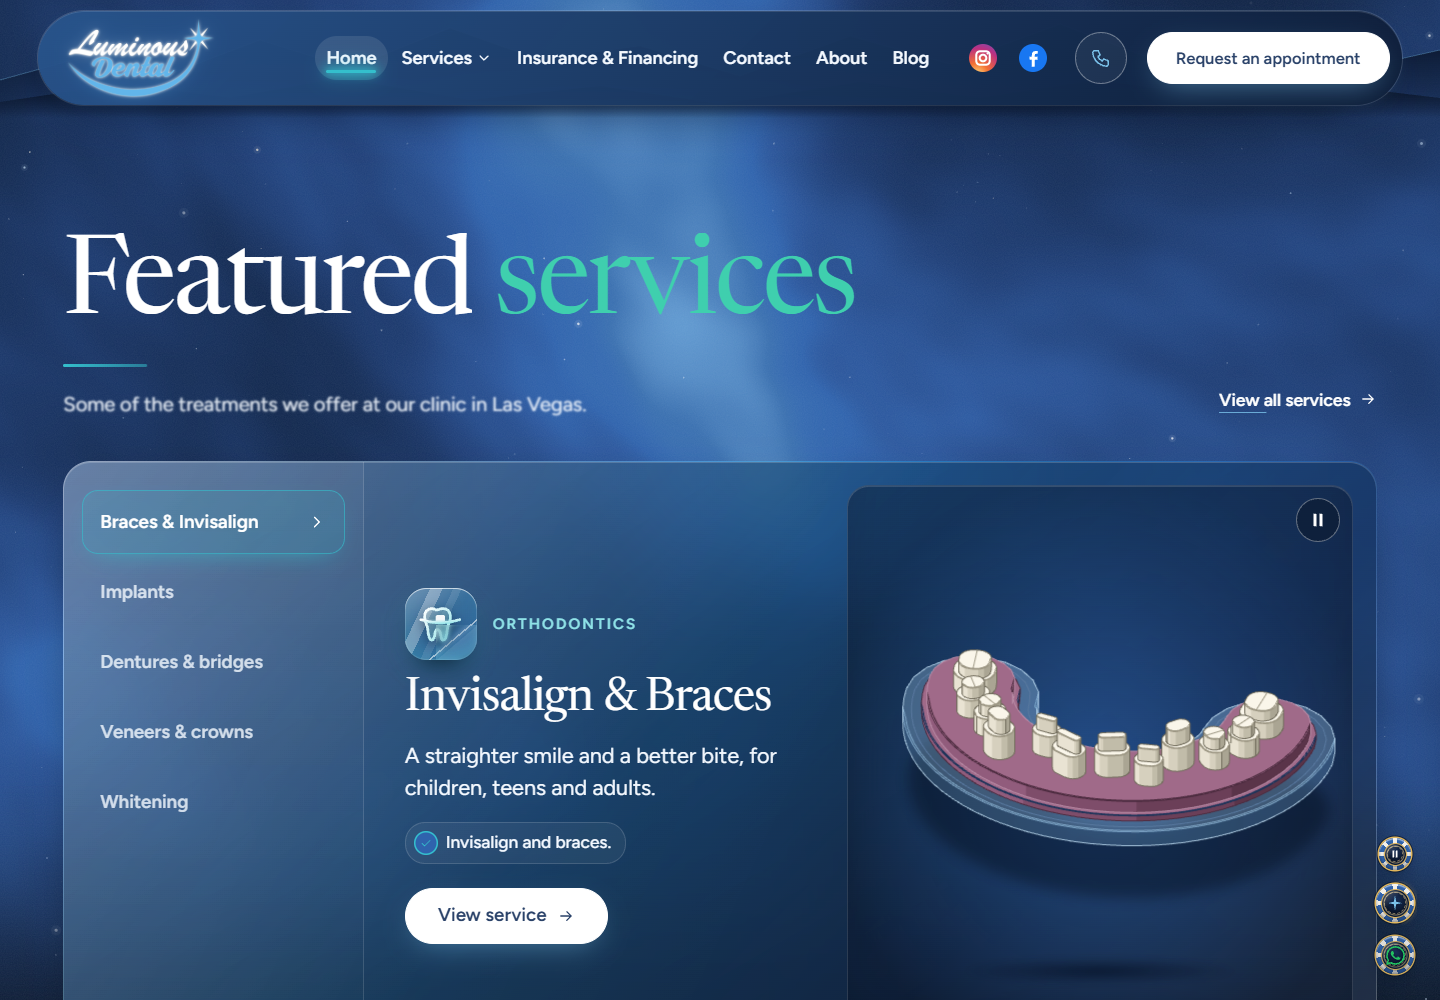 Luminous
Dental
Home
Services
Insurance & Financing
Contact
About
Blog
Request an appointment
Featured services
Some of the treatments we offer at our clinic in Las Vegas.
View all services
Braces & Invisalign
Implants
Dentures & bridges
Veneers & crowns
Whitening
ORTHODONTICS
Invisalign & Braces
A straighter smile and a better bite, for
children, teens and adults.
Invisalign and braces.
View service